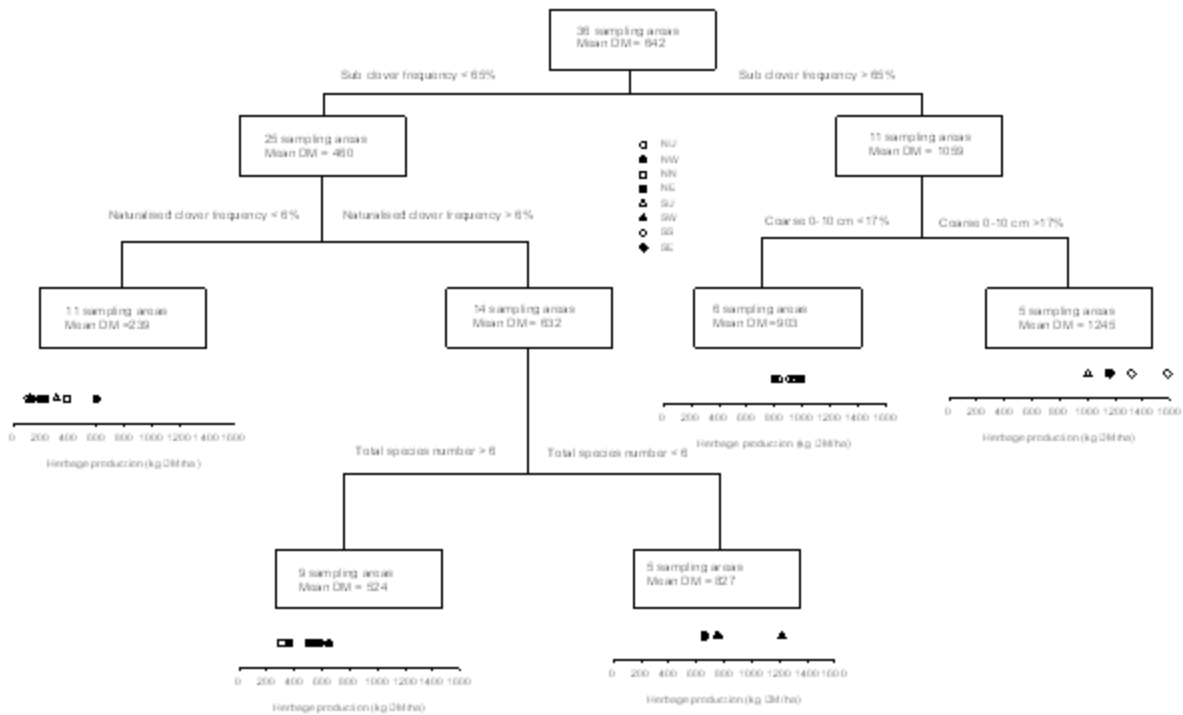 36 sampling areas
Mean DM = 642
Sub clover frequency < 65%
Sub clover frequency > 65%
25 sampling areas
Mean DM = 460
11 sampling areas
Mean DM = 1059
NU
NW
NN
NE
SU
SW
SS
SE
Naturalised clover frequency < 6%
Naturalised clover frequency > 6%
Coarse 0-10 cm <17%
Coarse 0-10 cm >17%
11 sampling areas
Mean DM =239
14 sampling areas
Mean DM = 632
6 sampling areas
Mean DM =903
5 sampling areas
Mean DM = 1245
0 200 400 600 800 1000 1200 1400 1600
Herbage production (kg DM/ha)
0 200 400 600 800 1000 1200 1400 1600
Herbage production (kg DM/ha)
0 200 400 600 800 1000 1200 1400 1600
Herbage production (kg DM/ha)
Total species number > 6
Total species number < 6
9 sampling areas
Mean DM = 524
5 sampling areas
Mean DM = 827
0 200 400 600 800 1000 1200 1400 1600
Herbage production (kg DM/ha)
0 200 400 600 800 1000 1200 1400 1600
Herbage production (kg DM/ha)